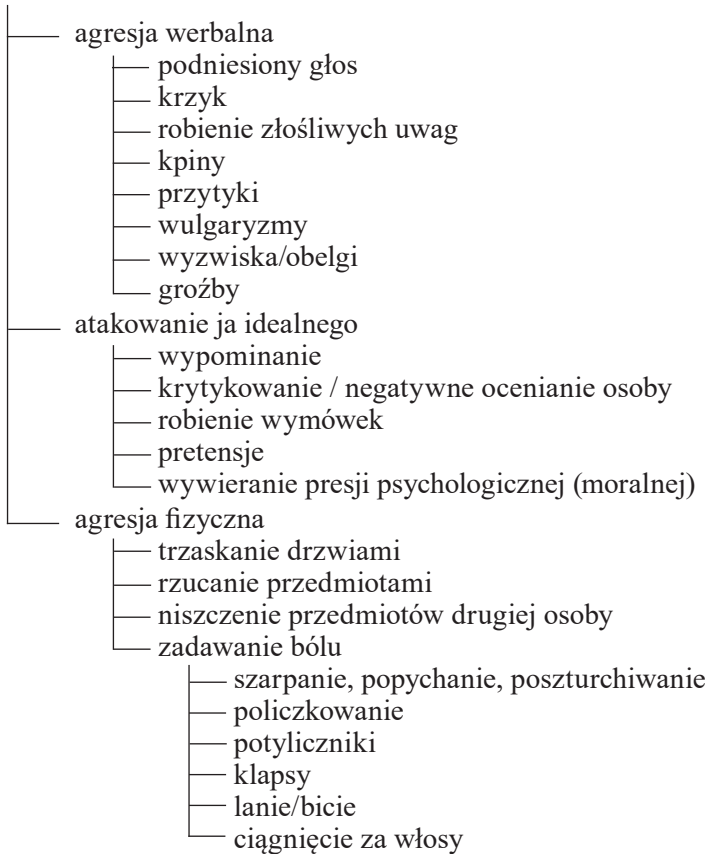 agresja werbalna
podniesiony głos
krzyk
robienie złośliwych uwag
kpiny
przytyki
wulgaryzmy
wyzwiska/obelgi
groźby
atakowanie ja idealnego
wypominanie
krytykowanie / negatywne ocenianie osoby
robienie wymówek
pretensje
wywieranie presji psychologicznej (moralnej)
agresja fizyczna
trzaskanie drzwiami
rzucanie przedmiotami
niszczenie przedmiotów drugiej osoby
zadawanie bólu
szarpanie, popychanie, poszturchiwanie
policzkowanie
potyliczniki
klapsy
lanie/bicie
ciągnięcie za włosy